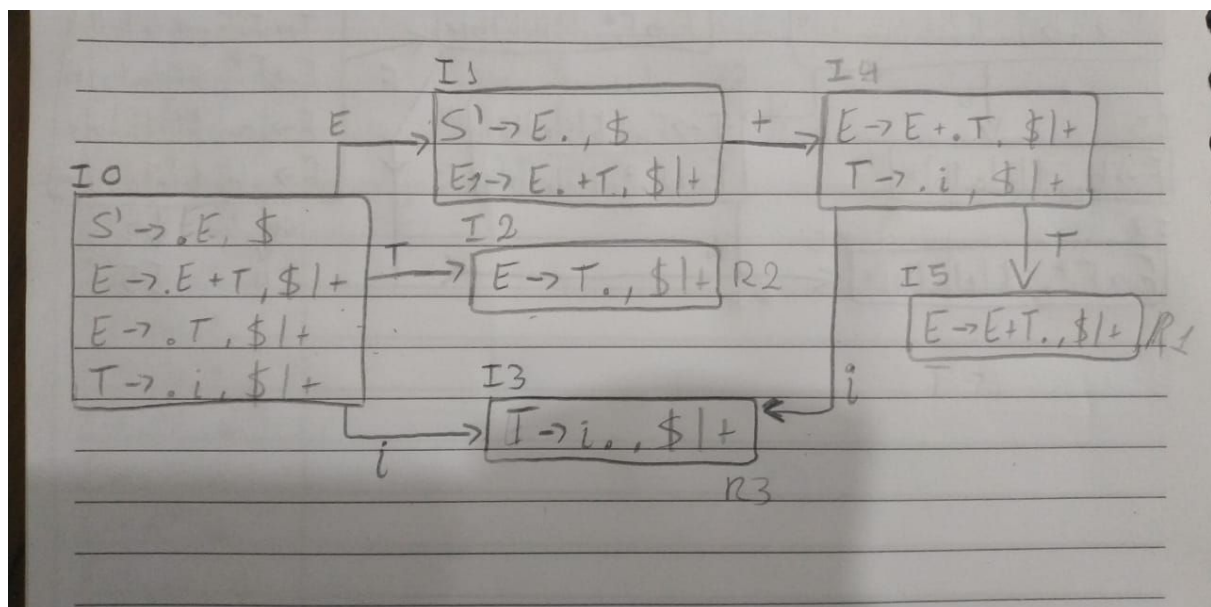 I1
I4
E
S' -> E . , $
+
E -> E + . T, $|+
I0
E -> E . + T, $|+
T -> . i , $|+
S' -> . E, $
I2
T
E -> . E + T, $|+
T
E -> T . , $|+
R2
I5
E -> . T , $|+
E -> E + T . , $|+
R1
T -> . i , $|+
I3
i
I -> i . , $|+
i
R3